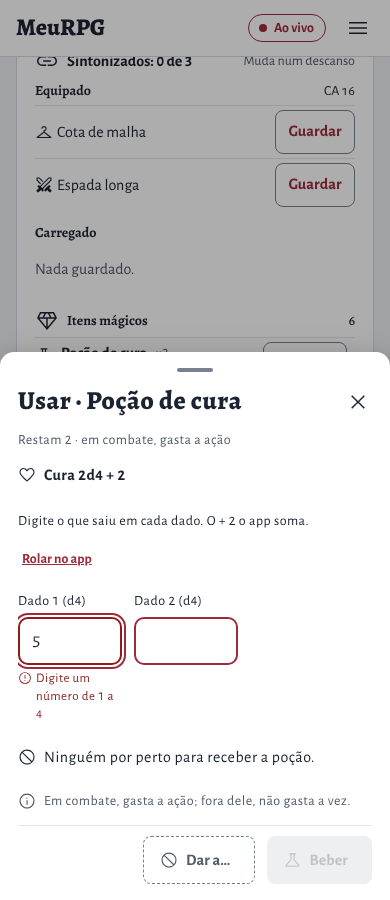 MeuRPG
Ao vivo
Sintonizados: 0 de 3
Muda num descanso
Equipado
CA 16
Cota de malha
Guardar
Espada longa
Guardar
Carregado
Nada guardado.
Itens mágicos
6
Poção de cura ×2
Usar · Poção de cura
Restam 2 · em combate, gasta a ação
Cura 2d4 + 2
Digite o que saiu em cada dado. O + 2 o app soma.
Rolar no app
Dado 1 (d4)
Dado 2 (d4)
5
Digite um
número de 1 a
4
Ninguém por perto para receber a poção.
Em combate, gasta a ação; fora dele, não gasta a vez.
Dar a...
Beber